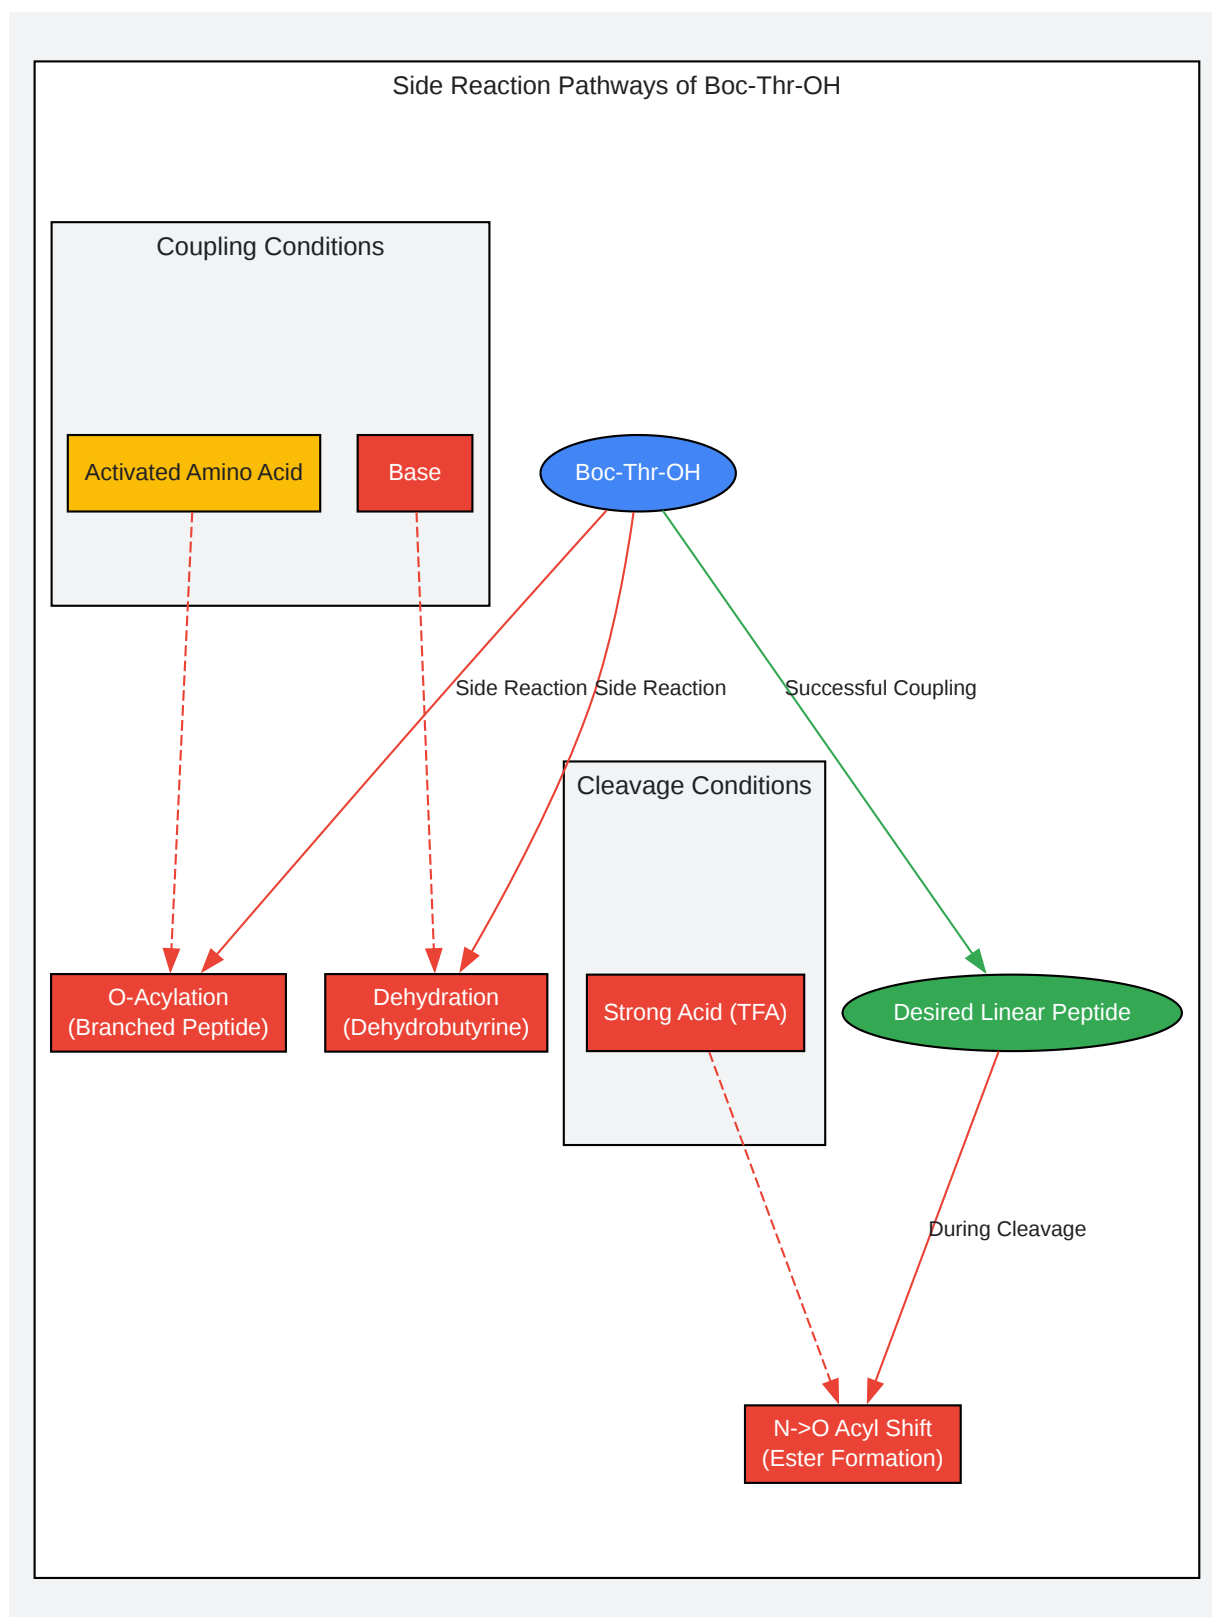 Side Reaction Pathways of Boc-Thr-OH
Coupling Conditions
Activated Amino Acid
Base
Boc-Thr-OH
Side Reaction
Side Reaction
Successful Coupling
Cleavage Conditions
O-Acylation
(Branched Peptide)
Dehydration
(Dehydrobutyrine)
Strong Acid (TFA)
Desired Linear Peptide
During Cleavage
N->O Acyl Shift
(Ester Formation)